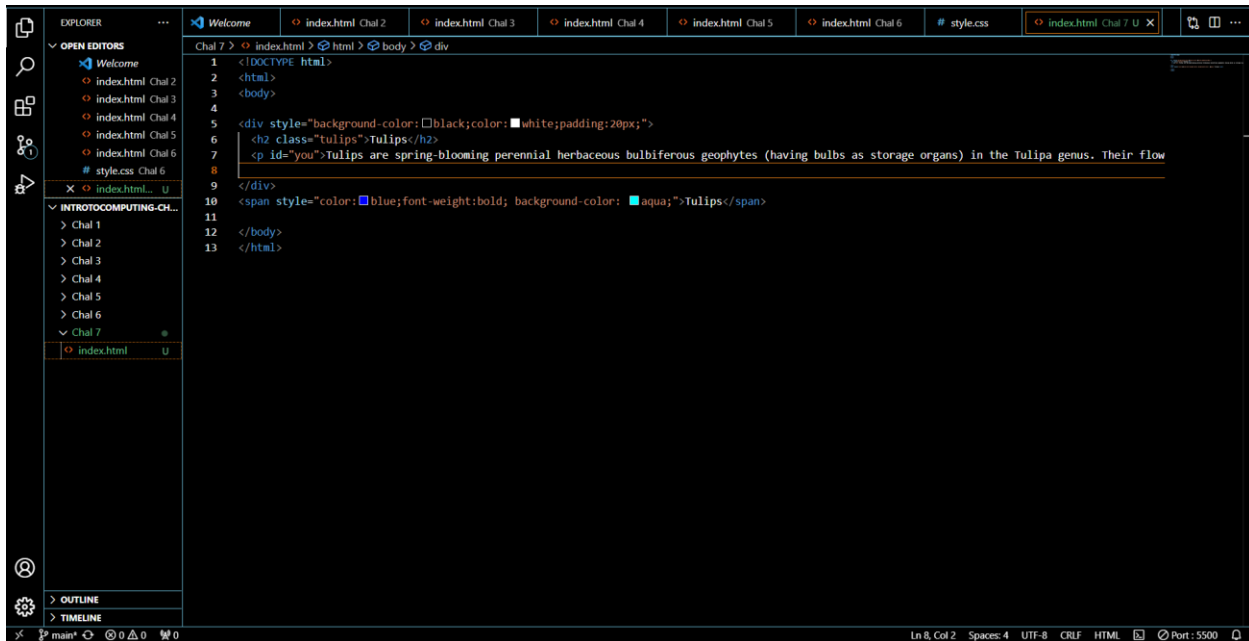 EXPLORER ···
OPEN EDITORS
Welcome
index.html Chal 2
index.html Chal 3
index.html Chal 4
index.html Chal 5
index.html Chal 6
# style.css Chal 6
X index.html... U
INTROTOCOMPUTING-CH...
Chal 1
Chal 2
Chal 3
Chal 4
Chal 5
Chal 6
Chal 7
index.html U
OUTLINE
TIMELINE
Welcome index.html Chal 2 index.html Chal 3 index.html Chal 4 index.html Chal 5 index.html Chal 6 # style.css index.html Chal 7 U X ···
Chal 7 > index.html > html > body > div
1 <!DOCTYPE html>
2 <html>
3 <body>
4
5 <div style="background-color:black;color:white;padding:20px;">
6 <h2 class="tulips">Tulips</h2>
7 <p id="you">Tulips are spring-blooming perennial herbaceous bulbiferous geophytes (having bulbs as storage organs) in the Tulipa genus. Their flow
8
9 </div>
10 <span style="color:blue;font-weight:bold; background-color: aqua;">Tulips</span>
11
12 </body>
13 </html>
1
main* 0 0 0 Ln 8, Col 2 Spaces: 4 UTF-8 CRLF HTML Port : 5500